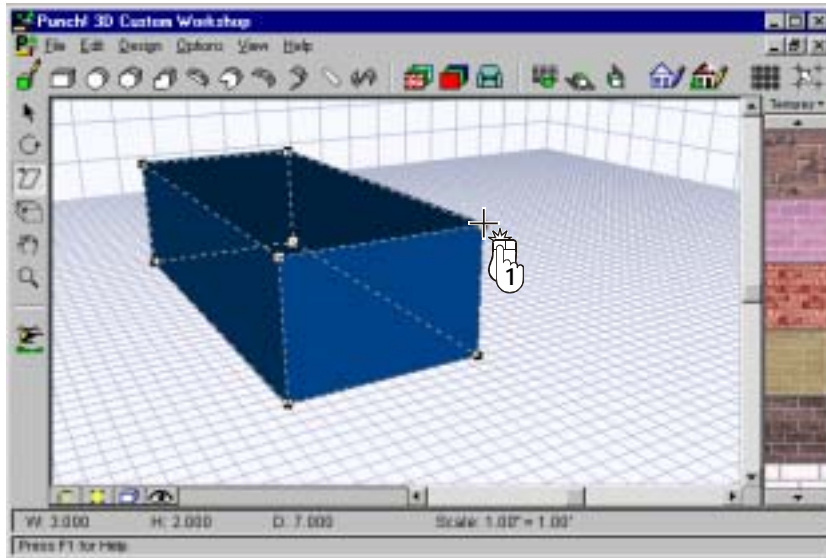 Punch! 3D Custom Workshop
File Edit Design Options View Help
Textures
1
W: 3.000 H: 2.000 D: 7.000 Scale: 1.00" = 1.00'
Press F1 for Help